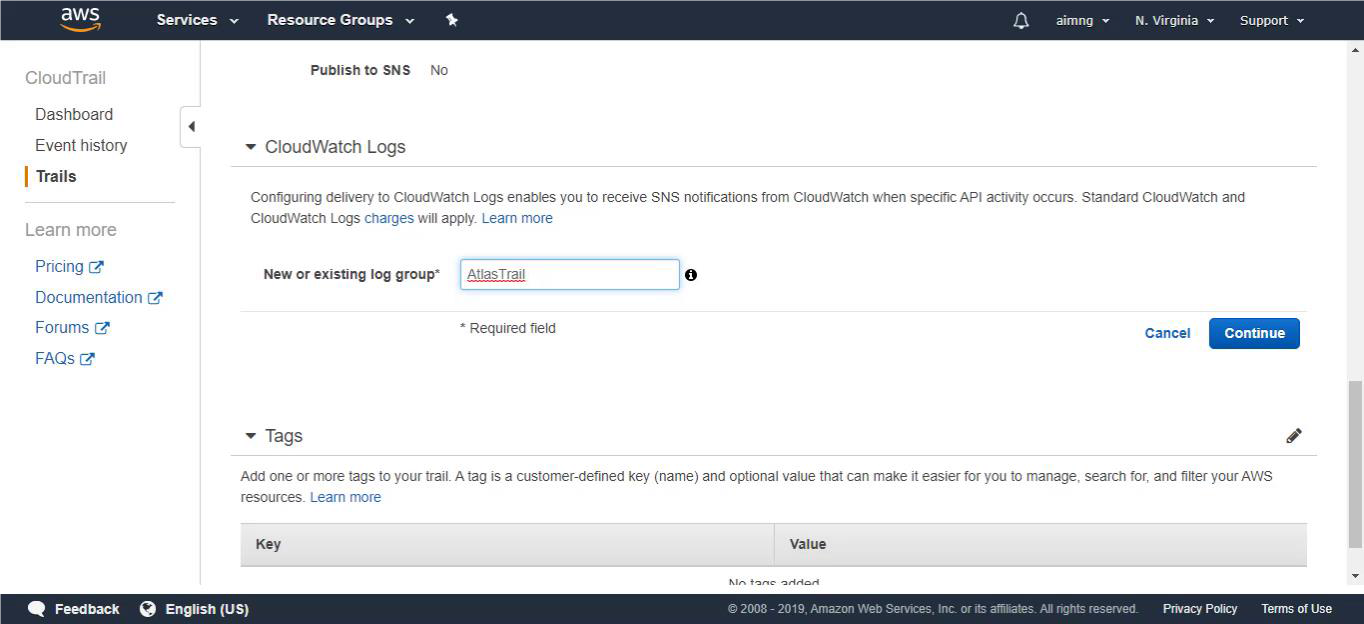 aws
Services
Resource Groups
aimng
N. Virginia
Support
CloudTrail
Dashboard
Event history
Trails
Learn more
Pricing
Documentation
Forums
FAQs
Publish to SNS No
CloudWatch Logs
Configuring delivery to CloudWatch Logs enables you to receive SNS notifications from CloudWatch when specific API activity occurs. Standard CloudWatch and
CloudWatch Logs charges will apply. Learn more
New or existing log group* AtlasTrail
* Required field
Cancel
Continue
Tags
Add one or more tags to your trail. A tag is a customer-defined key (name) and optional value that can make it easier for you to manage, search for, and filter your AWS
resources. Learn more
Key Value
No tags added
Feedback
English (US)
© 2008 - 2019, Amazon Web Services, Inc. or its affiliates. All rights reserved.
Privacy Policy
Terms of Use